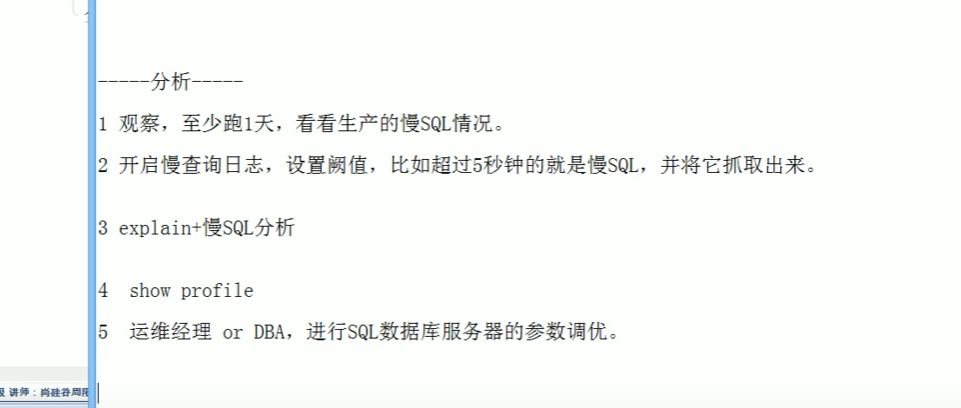 -----分析-----
1 观察，至少跑1天，看看生产的慢SQL情况。
2 开启慢查询日志，设置阙值，比如超过5秒钟的就是慢SQL，并将它抓取出来。
3 explain+慢SQL分析
4 show profile
5 运维经理 or DBA，进行SQL数据库服务器的参数调优。
讲师：尚硅谷周阳